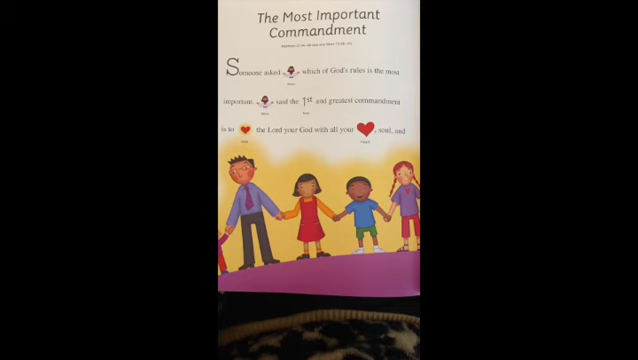 The Most Important
Commandment
Someone asked which of God's rules is the most
important. said the 1st and greatest commandment
is to the Lord your God with all your , soul, and